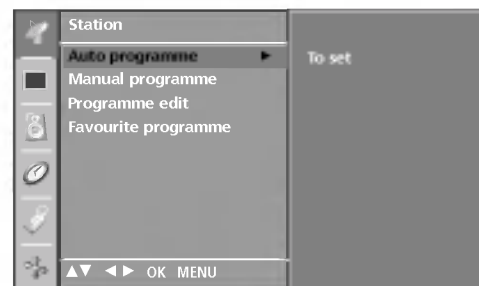 Station
Auto programme ►
To set
Manual programme
Programme edit
Favourite programme
▲▼ ◄► OK MENU